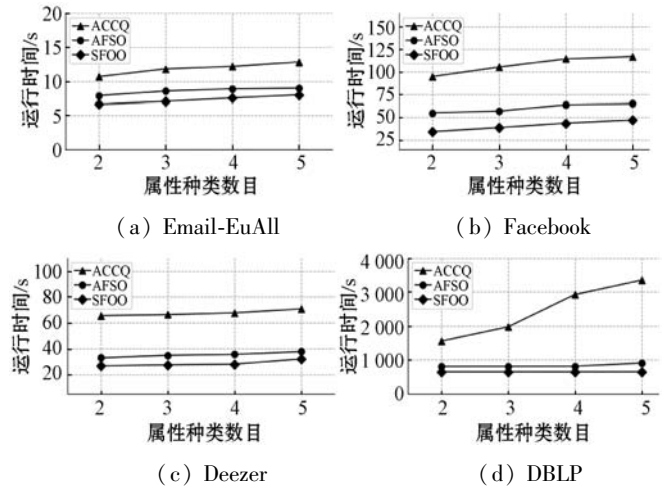 20
15
10
5
0
运行时间/s
ACCQ
AFSO
SFOO
2 3 4 5
属性种类数目
(a) Email-EuAll
150
125
100
75
50
25
运行时间/s
ACCQ
AFSO
SFOO
2 3 4 5
属性种类数目
(b) Facebook
100
80
60
40
20
运行时间/s
ACCQ
AFSO
SFOO
2 3 4 5
属性种类数目
(c) Deezer
4 000
3 000
2 000
1 000
0
运行时间/s
ACCQ
AFSO
SFOO
2 3 4 5
属性种类数目
(d) DBLP